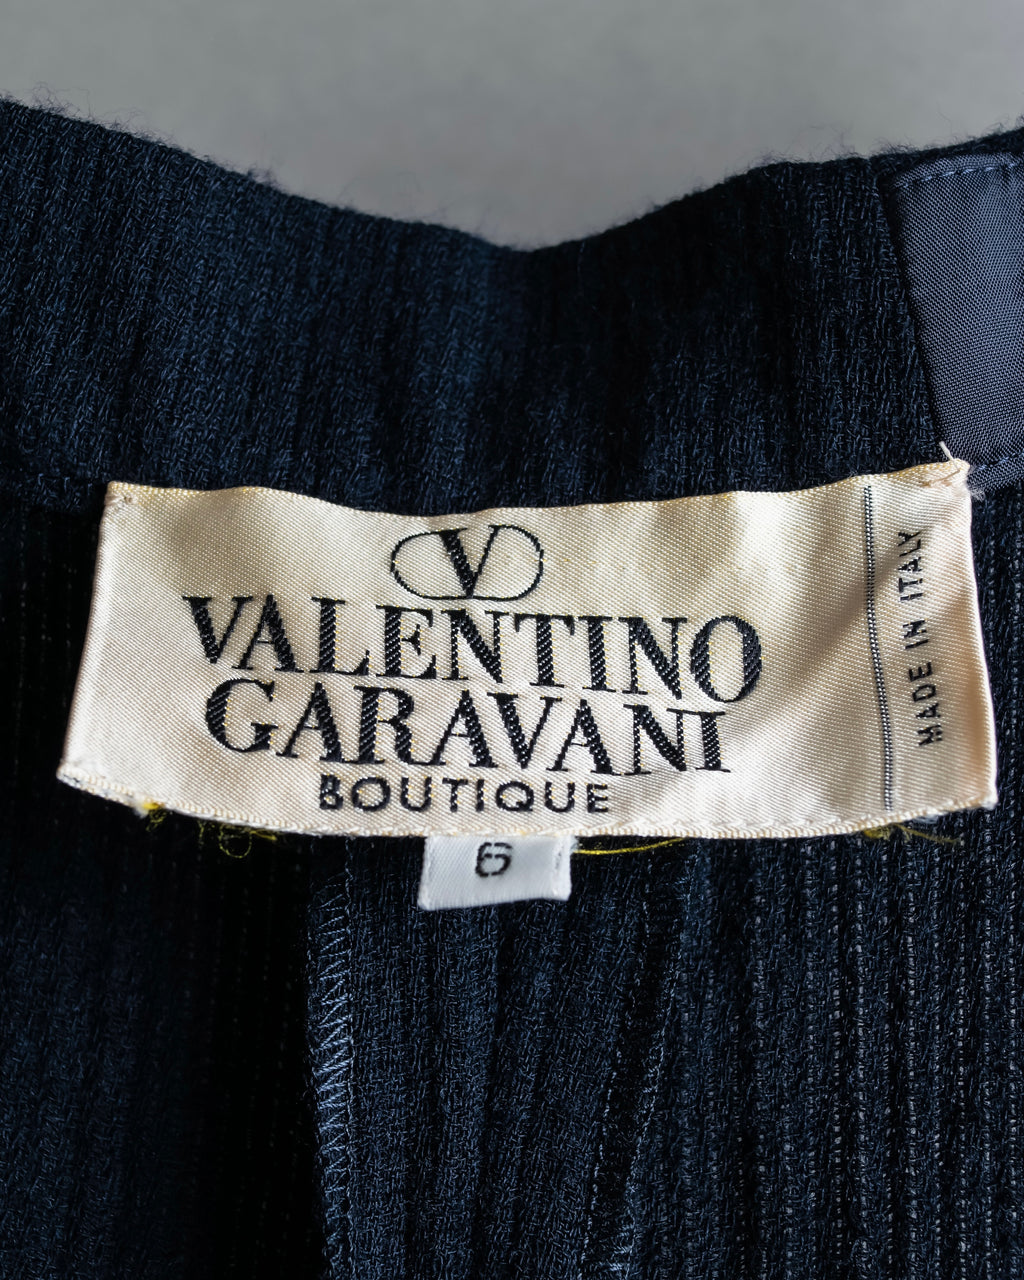 V
VALENTINO
GARAVANI
BOUTIQUE
MADE IN ITALY
6